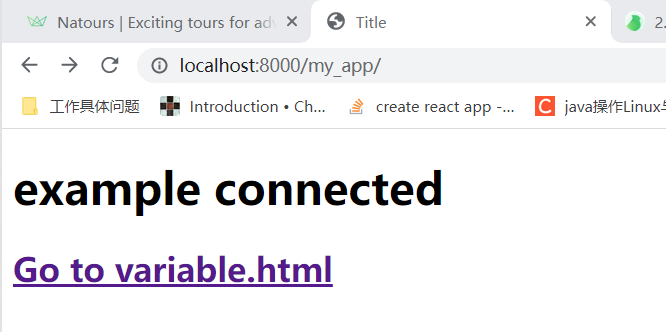 Natours | Exciting tours for adv
Title
2.
localhost:8000/my_app/
工作具体问题
Introduction • Ch...
create react app -...
C
java操作Linux与
example connected
Go to variable.html